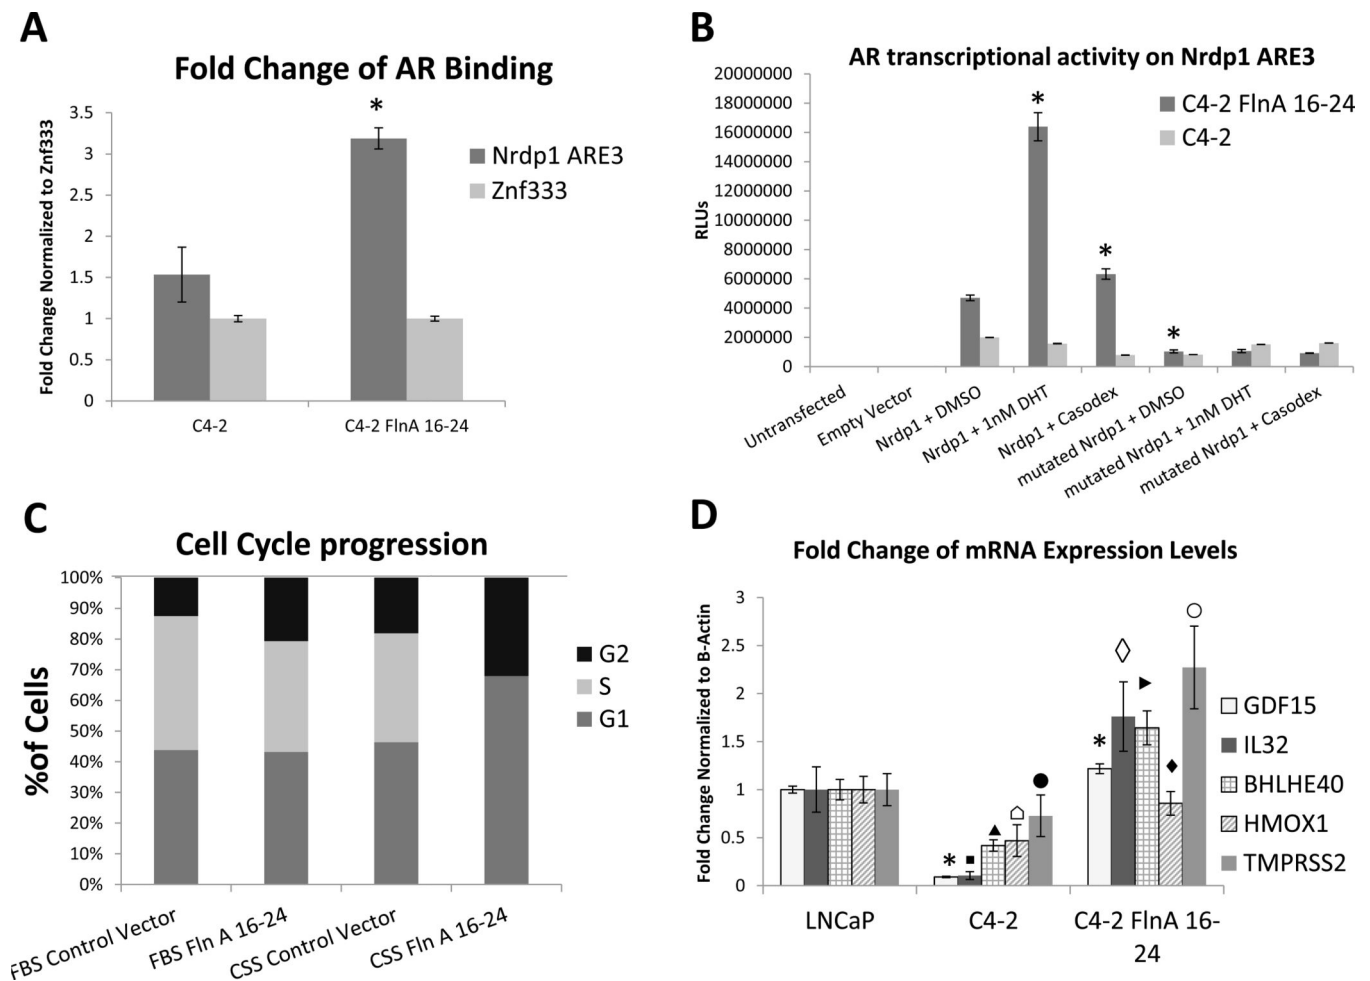 A
Fold Change of AR Binding
Fold Change Normalized to Znf333
3.5
3
2.5
2
1.5
1
0.5
0
*
Nrdp1 ARE3
Znf333
C4-2
C4-2 FlnA 16-24
B
AR transcriptional activity on Nrdp1 ARE3
RLUs
20000000
18000000
16000000
14000000
12000000
10000000
8000000
6000000
4000000
2000000
0
*
*
*
C4-2 FlnA 16-24
C4-2
Untransfected
Empty Vector
Nrdp1 + DMSO
Nrdp1 + 1nM DHT
Nrdp1 + Casodex
mutated Nrdp1 + DMSO
mutated Nrdp1 + 1nM DHT
mutated Nrdp1 + Casodex
C
Cell Cycle progression
%of Cells
100%
90%
80%
70%
60%
50%
40%
30%
20%
10%
0%
G2
S
G1
FBS Control Vector
FBS Fln A 16-24
CSS Control Vector
CSS Fln A 16-24
D
Fold Change of mRNA Expression Levels
Fold Change Normalized to B-Actin
3
2.5
2
1.5
1
0.5
0
*
*
GDF15
IL32
BHLHE40
HMOX1
TMPRSS2
LNCaP
C4-2
C4-2 FlnA 16-
24